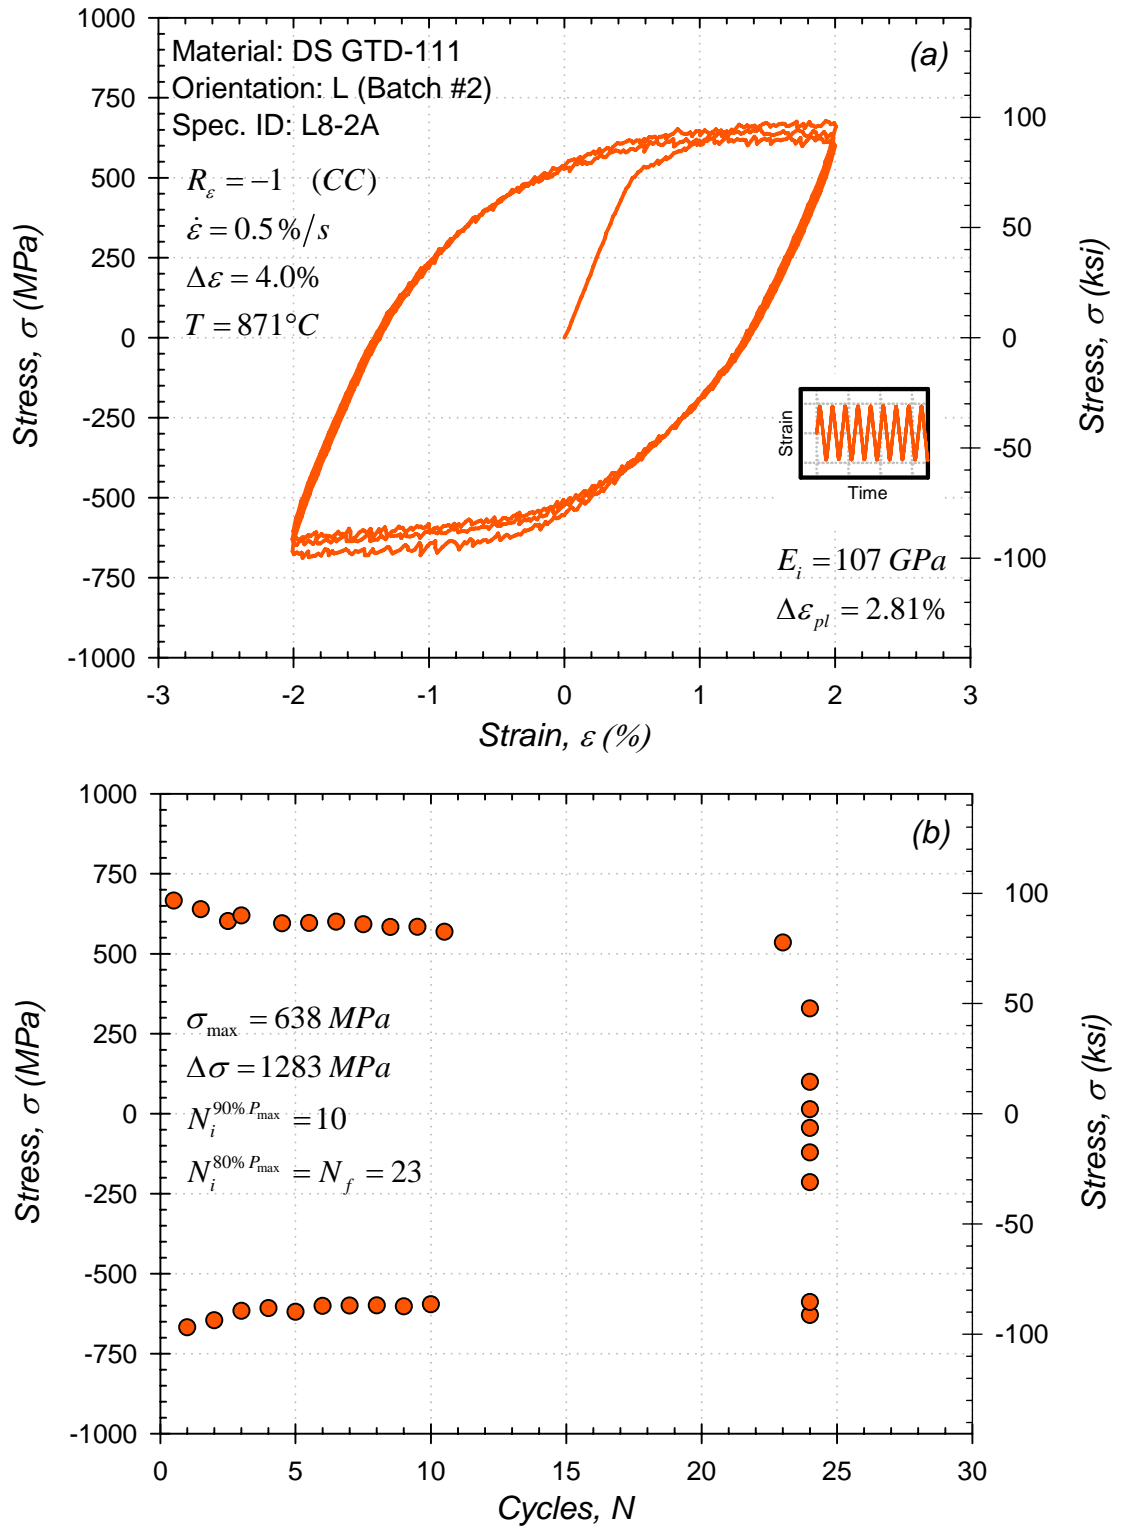 1000
750
500
250
0
-250
-500
-750
-1000
Stress, σ (MPa)
(a)
Material: DS GTD-111
Orientation: L (Batch #2)
Spec. ID: L8-2A
R_ε = −1 (CC)
ε̇ = 0.5 %/s
Δε = 4.0%
T = 871°C
Strain
Time
E_i = 107 GPa
Δε_pl = 2.81%
100
50
0
-50
-100
Stress, σ (ksi)
-3 -2 -1 0 1 2 3
Strain, ε (%)
1000
750
500
250
0
-250
-500
-750
-1000
Stress, σ (MPa)
(b)
σ_max = 638 MPa
Δσ = 1283 MPa
N_i^{90% P_max} = 10
N_i^{80% P_max} = N_f = 23
100
50
0
-50
-100
Stress, σ (ksi)
0 5 10 15 20 25 30
Cycles, N